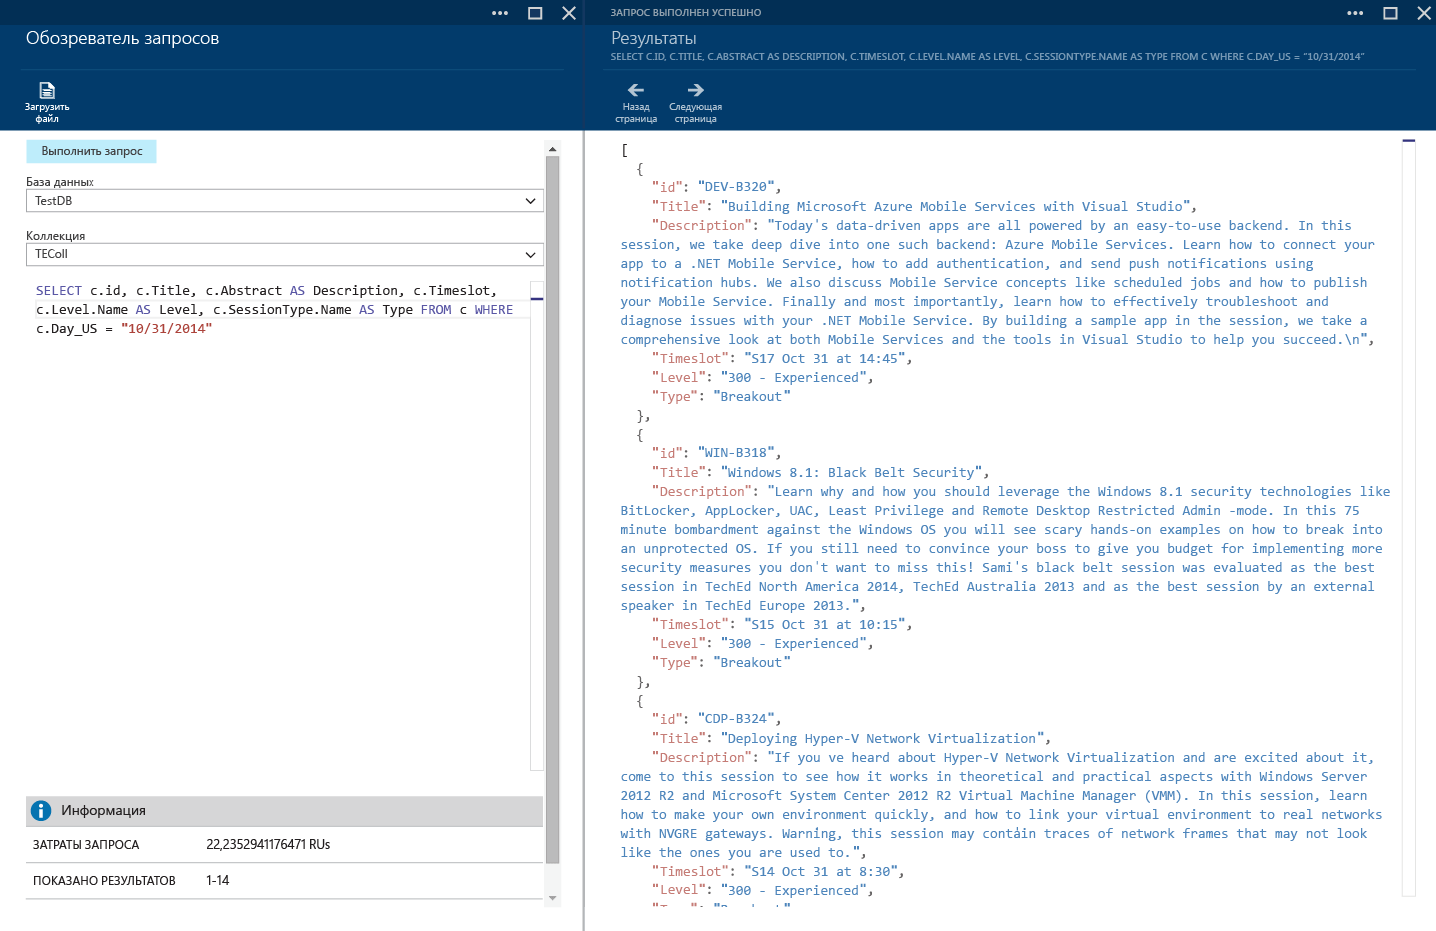 Обозреватель запросов
Загрузить
файл
Выполнить запрос
База данных
TestDB
Коллекция
TEColl
SELECT c.id, c.Title, c.Abstract AS Description, c.Timeslot,
c.Level.Name AS Level, c.SessionType.Name AS Type FROM c WHERE
c.Day_US = "10/31/2014"
Информация
ЗАТРАТЫ ЗАПРОСА 22,2352941176471 RUs
ПОКАЗАНО РЕЗУЛЬТАТОВ 1-14
ЗАПРОС ВЫПОЛНЕН УСПЕШНО
Результаты
SELECT C.ID, C.TITLE, C.ABSTRACT AS DESCRIPTION, C.TIMESLOT, C.LEVEL.NAME AS LEVEL, C.SESSIONTYPE.NAME AS TYPE FROM C WHERE C.DAY_US = "10/31/2014"
Назад
страница
Следующая
страница
[
{
"id": "DEV-B320",
"Title": "Building Microsoft Azure Mobile Services with Visual Studio",
"Description": "Today's data-driven apps are all powered by an easy-to-use backend. In this
session, we take deep dive into one such backend: Azure Mobile Services. Learn how to connect your
app to a .NET Mobile Service, how to add authentication, and send push notifications using
notification hubs. We also discuss Mobile Service concepts like scheduled jobs and how to publish
your Mobile Service. Finally and most importantly, learn how to effectively troubleshoot and
diagnose issues with your .NET Mobile Service. By building a sample app in the session, we take a
comprehensive look at both Mobile Services and the tools in Visual Studio to help you succeed.\n",
"Timeslot": "S17 Oct 31 at 14:45",
"Level": "300 - Experienced",
"Type": "Breakout"
},
{
"id": "WIN-B318",
"Title": "Windows 8.1: Black Belt Security",
"Description": "Learn why and how you should leverage the Windows 8.1 security technologies like
BitLocker, AppLocker, UAC, Least Privilege and Remote Desktop Restricted Admin -mode. In this 75
minute bombardment against the Windows OS you will see scary hands-on examples on how to break into
an unprotected OS. If you still need to convince your boss to give you budget for implementing more
security measures you don't want to miss this! Sami's black belt session was evaluated as the best
session in TechEd North America 2014, TechEd Australia 2013 and as the best session by an external
speaker in TechEd Europe 2013.",
"Timeslot": "S15 Oct 31 at 10:15",
"Level": "300 - Experienced",
"Type": "Breakout"
},
{
"id": "CDP-B324",
"Title": "Deploying Hyper-V Network Virtualization",
"Description": "If you ve heard about Hyper-V Network Virtualization and are excited about it,
come to this session to see how it works in theoretical and practical aspects with Windows Server
2012 R2 and Microsoft System Center 2012 R2 Virtual Machine Manager (VMM). In this session, learn
how to make your own environment quickly, and how to link your virtual environment to real networks
with NVGRE gateways. Warning, this session may contain traces of network frames that may not look
like the ones you are used to.",
"Timeslot": "S14 Oct 31 at 8:30",
"Level": "300 - Experienced",